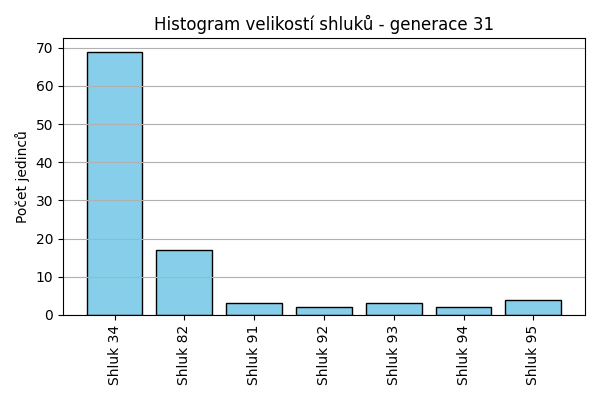 Histogram velikostí shluků - generace 31
Počet jedinců
70
60
50
40
30
20
10
0
Shluk 34
Shluk 82
Shluk 91
Shluk 92
Shluk 93
Shluk 94
Shluk 95